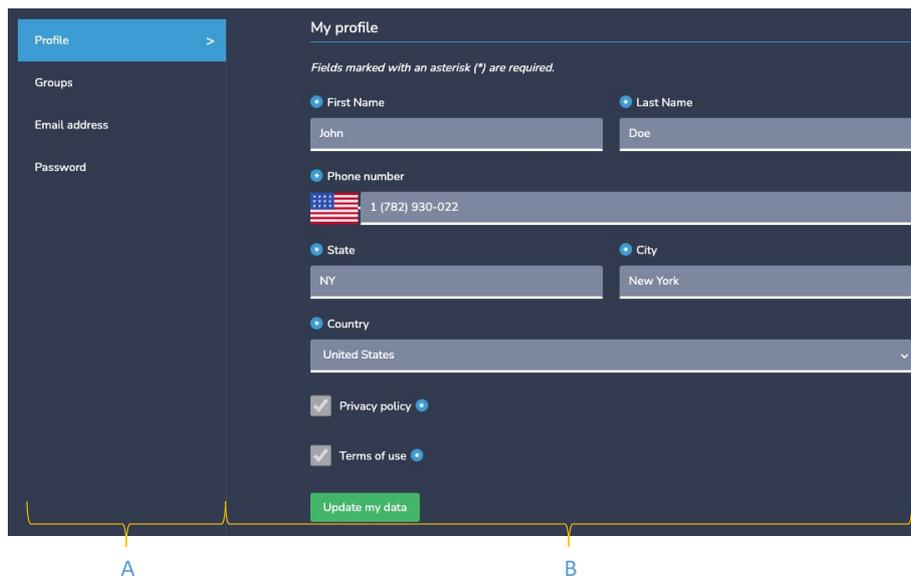 Profile >
Groups
Email address
Password
My profile
Fields marked with an asterisk (*) are required.
First Name Last Name
John Doe
Phone number
1 (782) 930-022
State City
NY New York
Country
United States
Privacy policy
Terms of use
Update my data
A B